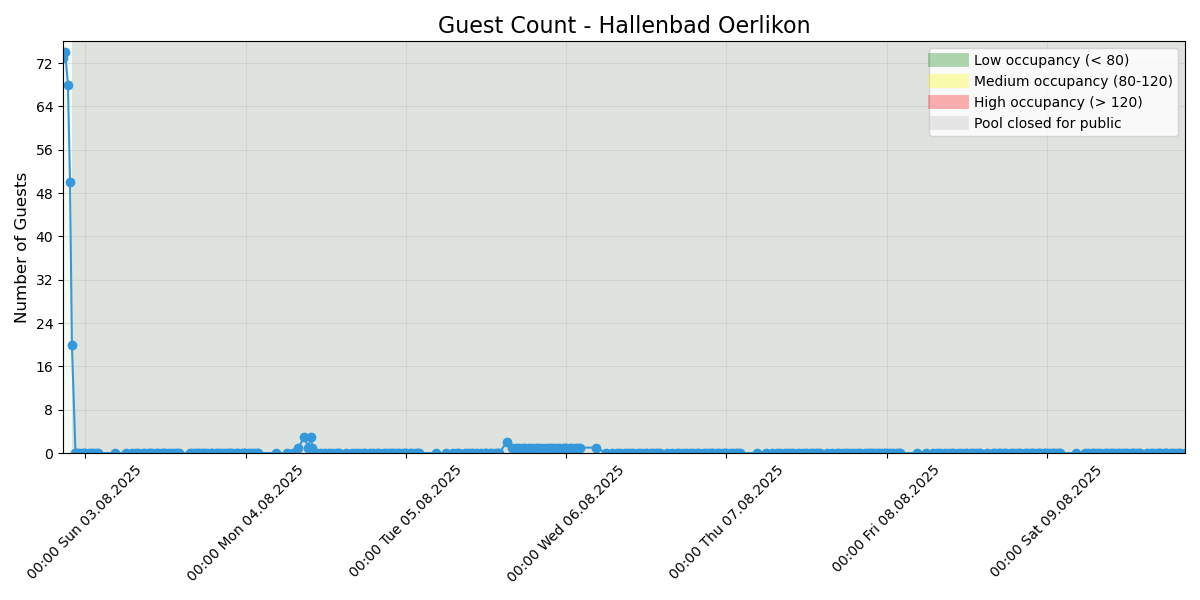 Guest Count - Hallenbad Oerlikon
Low occupancy (< 80)
Medium occupancy (80-120)
High occupancy (> 120)
Pool closed for public
Number of Guests
72
64
56
48
40
32
24
16
8
0
00:00 Sun 03.08.2025
00:00 Mon 04.08.2025
00:00 Tue 05.08.2025
00:00 Wed 06.08.2025
00:00 Thu 07.08.2025
00:00 Fri 08.08.2025
00:00 Sat 09.08.2025